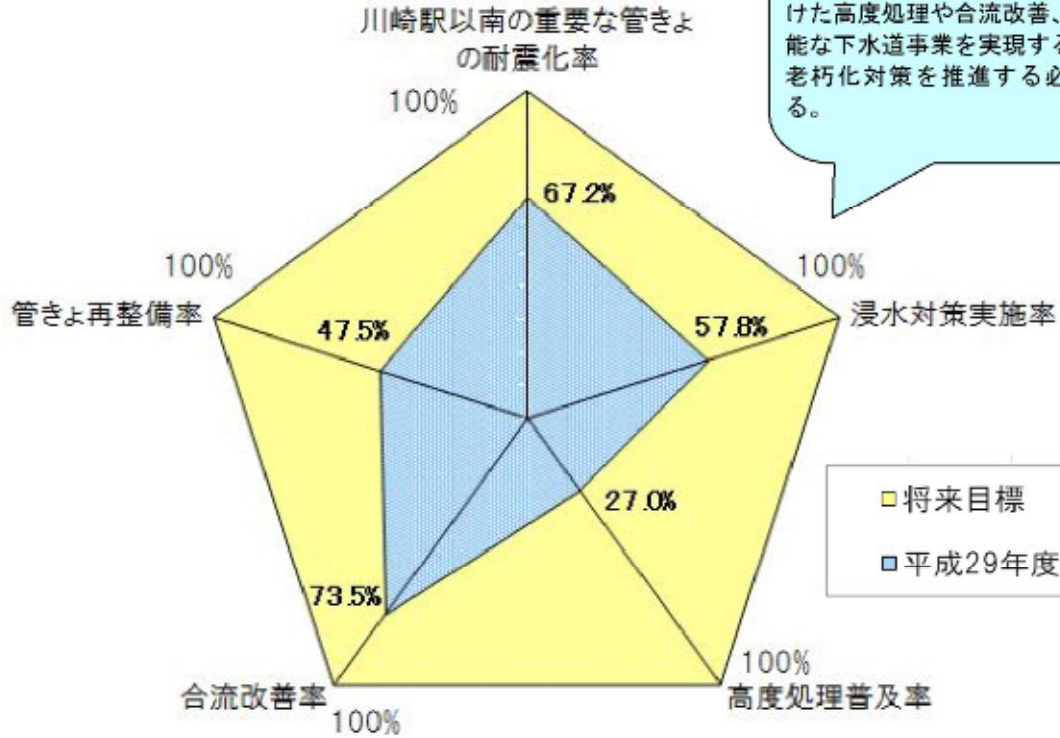 川崎駅以南の重要な管きょ
の耐震化率
けた高度処理や合流改善、
能な下水道事業を実現する
老朽化対策を推進する必
る。
100%
67.2%
100%
管きょ再整備率
47.5%
100%
浸水対策実施率
57.8%
27.0%
将来目標
平成29年度
73.5%
合流改善率
100%
100%
高度処理普及率